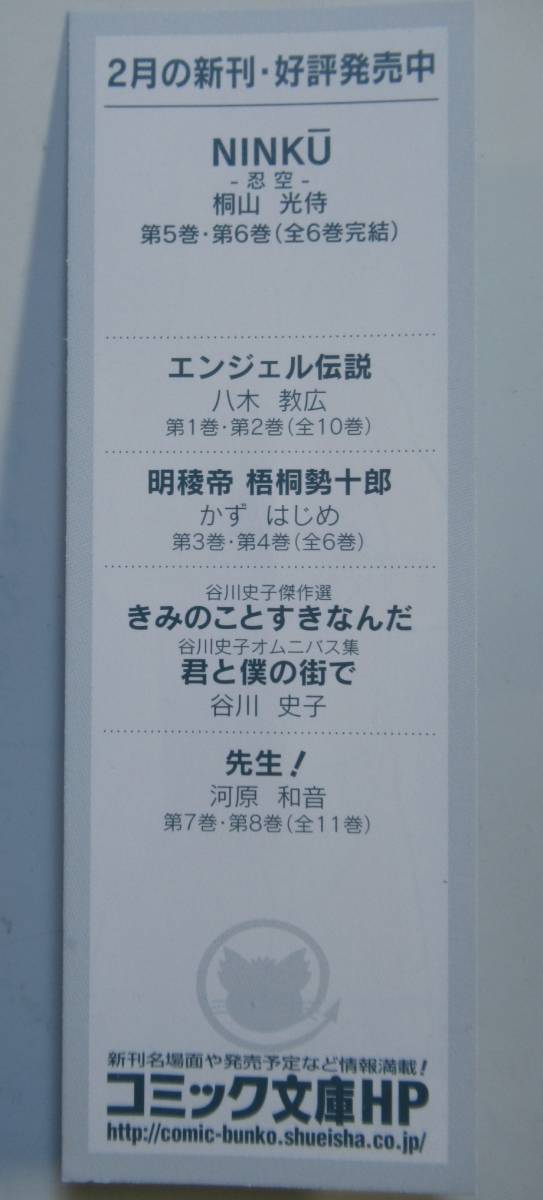 2月の新刊・好評発売中
NINKŪ
- 忍空 -
桐山 光侍
第5巻・第6巻（全6巻完結）
エンジェル伝説
八木 教広
第1巻・第2巻（全10巻）
明稜帝 梧桐勢十郎
かず はじめ
第3巻・第4巻（全6巻）
谷川史子傑作選
きみのことすきなんだ
谷川史子オムニバス集
君と僕の街で
谷川 史子
先生！
河原 和音
第7巻・第8巻（全11巻）
新刊名場面や発売予定など情報満載！
コミック文庫HP
http://comic-bunko.shueisha.co.jp/